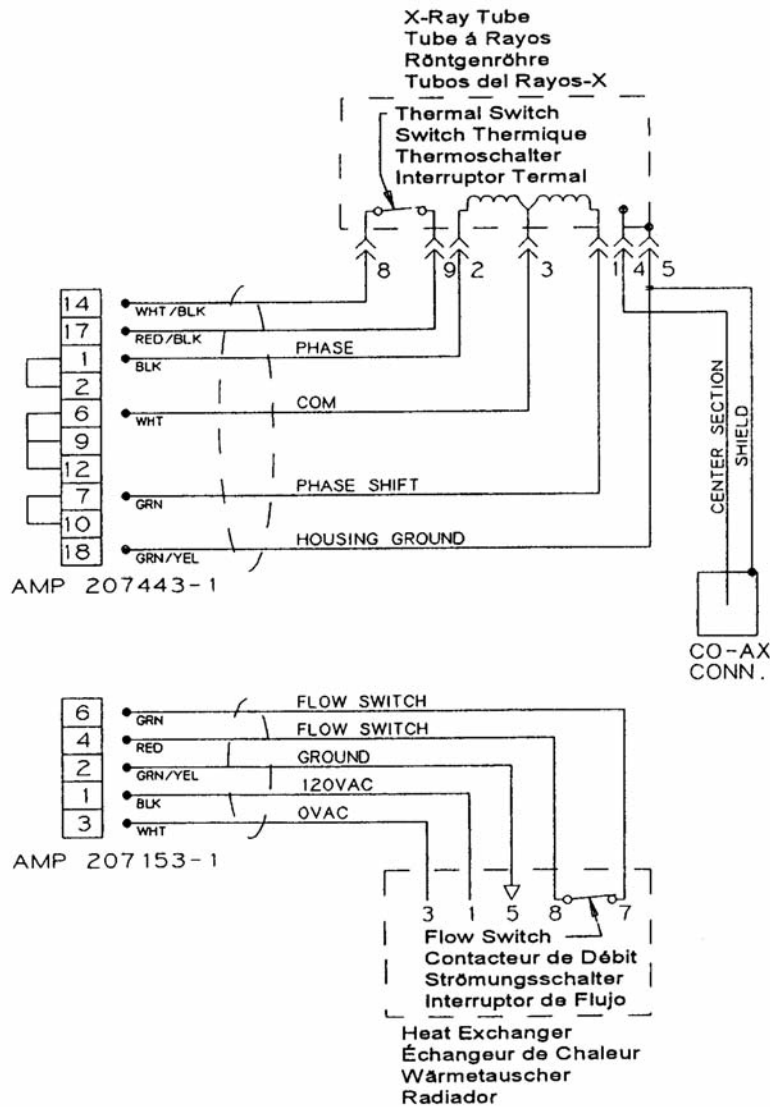 X-Ray Tube
Tube á Rayos
Röntgenröhre
Tubos del Rayos-X
Thermal Switch
Switch Thermique
Thermoschalter
Interruptor Termal
8 9 2 3 1 4 5
14 WHT/BLK
17 RED/BLK
1 BLK PHASE
2
6 WHT COM
9
12
7 GRN PHASE SHIFT
10
18 GRN/YEL HOUSING GROUND
AMP 207443-1
CENTER SECTION
SHIELD
CO-AX
CONN.
6 GRN FLOW SWITCH
4 RED FLOW SWITCH
2 GRN/YEL GROUND
1 BLK 120VAC
3 WHT 0VAC
AMP 207153-1
3 1 5 8 7
Flow Switch
Contacteur de Débit
Strömungsschalter
Interruptor de Flujo
Heat Exchanger
Échangeur de Chaleur
Wärmetauscher
Radiador